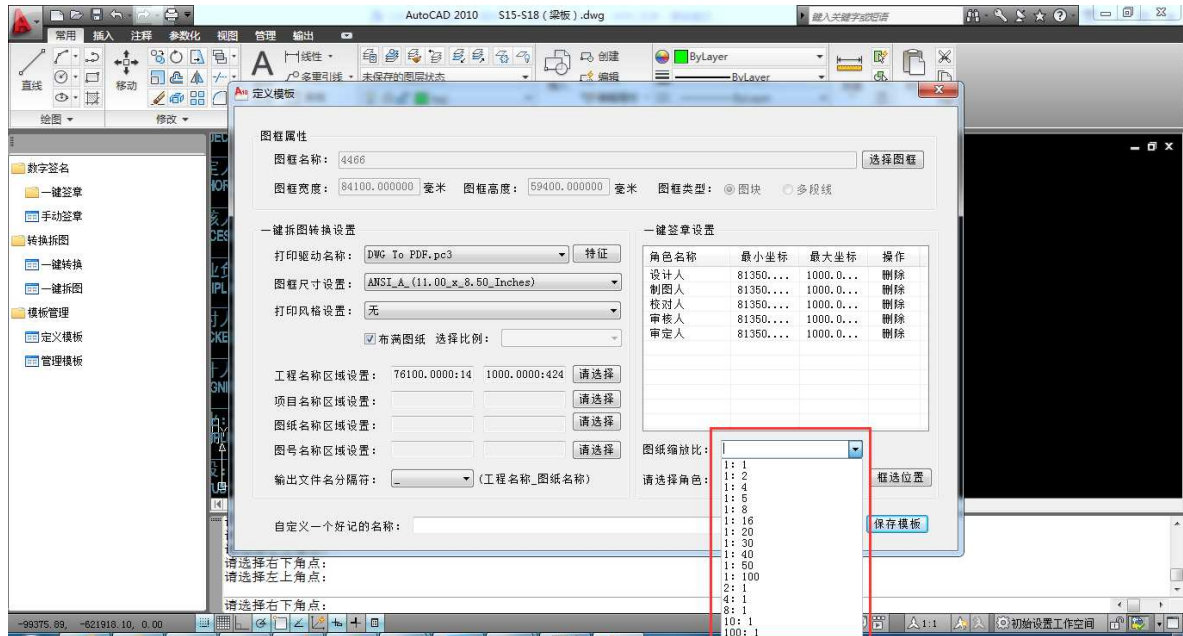 AutoCAD 2010 S15-S18(梁板).dwg
键入关键字或短语
常用 插入 注释 参数化 视图 管理 输出
直线
移动
A
线性
多重引线
未保存的图层状态
创建
编辑
ByLayer
ByLayer
绘图
修改
数字签名
一键签章
手动签章
转换拆图
一键转换
一键拆图
模板管理
定义模板
管理模板
定义模板
图框属性
图框名称: 4466 选择图框
图框宽度: 84100.000000 毫米 图框高度: 59400.000000 毫米 图框类型: 图块 多段线
一键拆图转换设置
打印驱动名称: DWG To PDF.pc3 特征
图框尺寸设置: ANSI_A_(11.00_x_8.50_Inches)
打印风格设置: 无
布满图纸 选择比例:
工程名称区域设置: 76100.0000:14 1000.0000:424 请选择
项目名称区域设置: 请选择
图纸名称区域设置: 请选择
图号名称区域设置: 请选择
输出文件名分隔符: _ (工程名称_图纸名称)
一键签章设置
角色名称 最小坐标 最大坐标 操作
设计人 81350.... 1000.0... 删除
制图人 81350.... 1000.0... 删除
校对人 81350.... 1000.0... 删除
审核人 81350.... 1000.0... 删除
审定人 81350.... 1000.0... 删除
图纸缩放比:
1: 1
1: 2
1: 4
1: 5
1: 8
1: 16
1: 20
1: 30
1: 40
1: 50
1: 100
2: 1
4: 1
8: 1
10: 1
100: 1
请选择角色: 框选位置
自定义一个好记的名称: 保存模板
请选择右下角点:
请选择左上角点:
请选择右下角点:
-99375.89, -621918.10, 0.00
1:1
初始设置工作空间